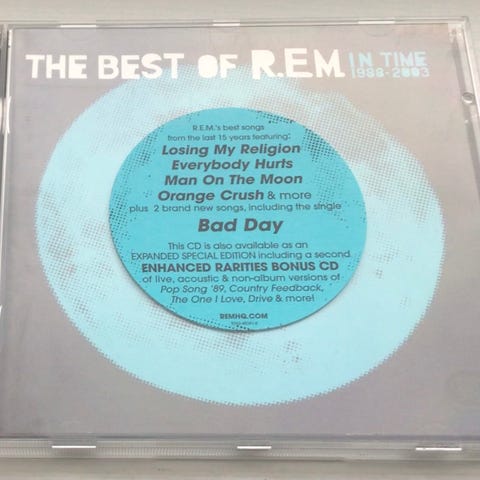 THE BEST OF R.E.M. IN TIME
1988-2003
R.E.M.'s best songs
from the last 15 years featuring:
Losing My Religion
Everybody Hurts
Man On The Moon
Orange Crush & more
plus 2 brand new songs, including the single
Bad Day
This CD is also available as an
EXPANDED SPECIAL EDITION including a second
ENHANCED RARITIES BONUS CD
of live, acoustic & non-album versions of
Pop Song '89, Country Feedback,
The One I Love, Drive & more!
REMHQ.COM